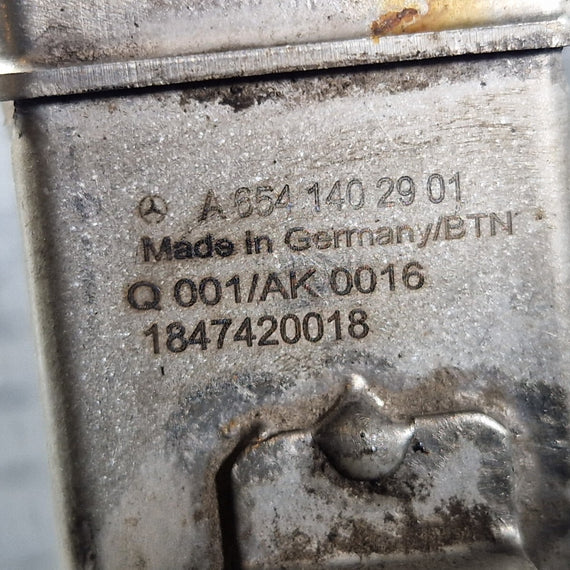 A 654 140 29 01
Made in Germany/BTN
Q 001/AK 0016
1847420018